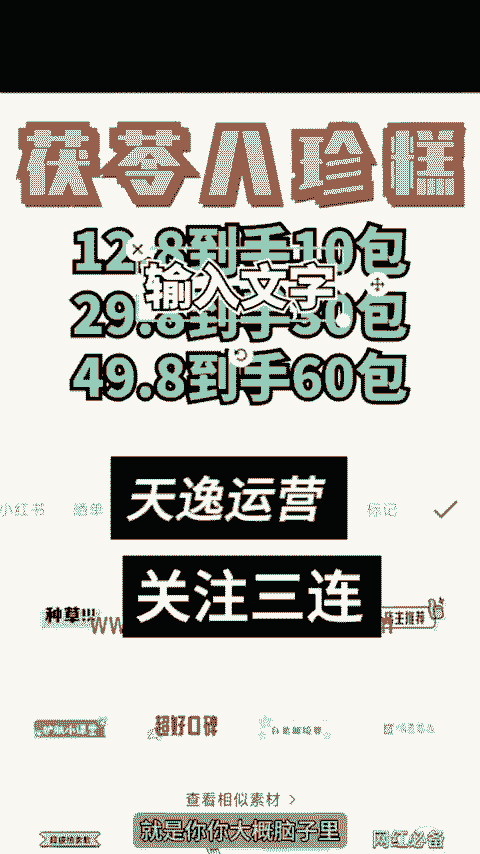 茯苓八珍糕
12.8到手10包
输入文字
29.8到手30包
49.8到手60包
天逸运营
小红书 晒单 标记
关注三连
种草!!!
店主推荐
超好口碑
查看相似素材 >
就是你你大概脑子里
网红必备